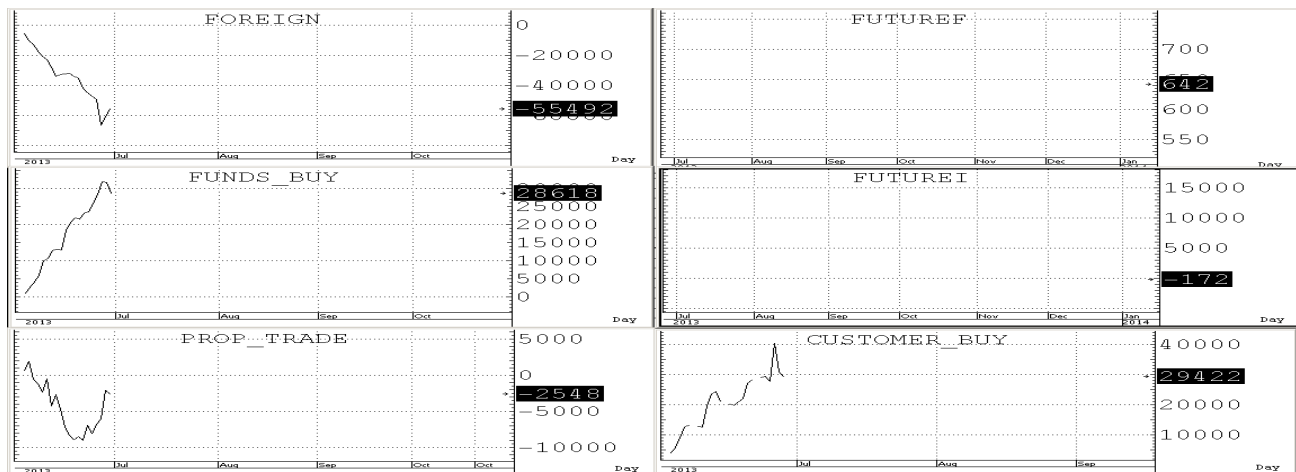 FOREIGN
0
-20000
-40000
-55492
2013 Jul Aug Sep Oct Day
FUTUREF
700
642
600
550
Jul Aug Sep Oct Nov Dec Jan Day
2013 2014
FUNDS_BUY
28618
25000
20000
15000
10000
5000
0
2013 Jul Aug Sep Oct Day
FUTUREI
15000
10000
5000
-172
Jul Aug Sep Oct Nov Dec Jan Day
2013 2014
PROP_TRADE
5000
0
-2548
-5000
-10000
2013 Jul Aug Sep Oct Oct Day
CUSTOMER_BUY
40000
29422
20000
10000
2013 Jul Aug Sep Day